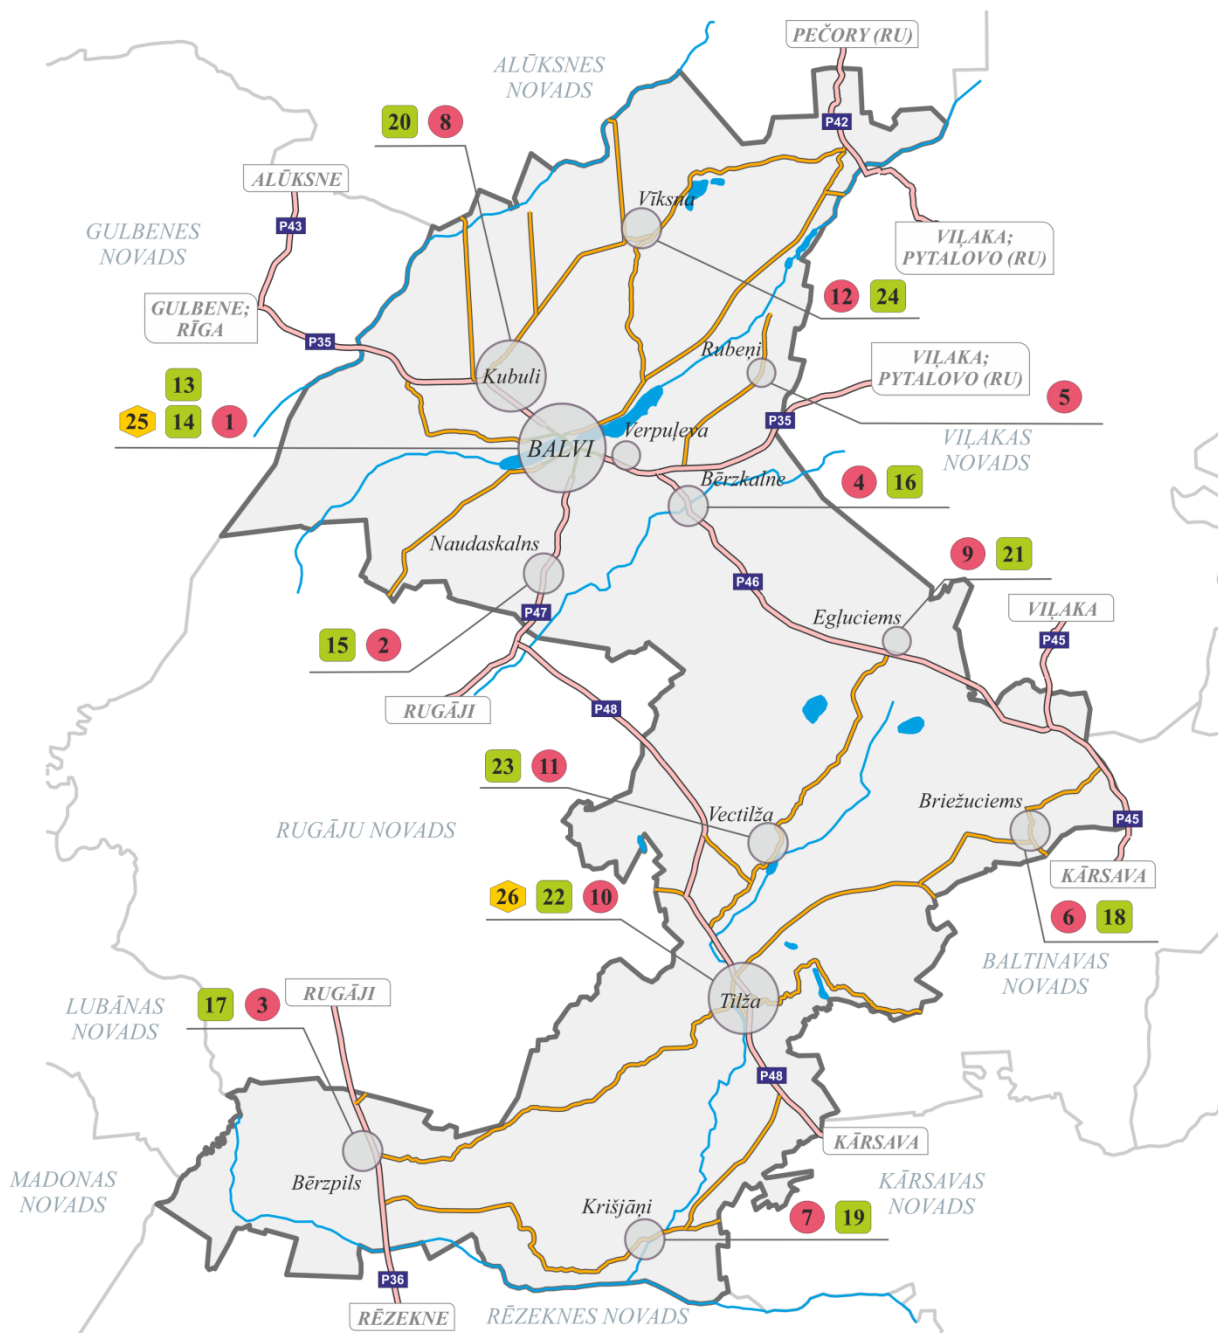 PEČORY (RU)
ALŪKSNES
NOVADS
20 8
P42
ALŪKSNE
Vīksna
P43
GULBENES
NOVADS
VIĻAKA;
PYTALOVO (RU)
12 24
GULBENE;
RĪGA
P35
Rubeņi
VIĻAKA;
PYTALOVO (RU)
Kubuli
13
25 14 1
5
P35
Verpuļeva
BALVI
VIĻAKAS
NOVADS
Bērzkalne
4 16
Naudaskalns
9 21
P46
P47
VIĻAKA
Egļuciems
15 2
P45
RUGĀJI
P48
23 11
Briežuciems
RUGĀJU NOVADS
Vectilža
P45
KĀRSAVA
26 22 10
6 18
BALTINAVAS
NOVADS
RUGĀJI
LUBĀNAS
NOVADS
17 3
Tilža
P48
KĀRSAVA
MADONAS
NOVADS
Bērzpils
KĀRSAVAS
NOVADS
Krišjāņi
7 19
P36
RĒZEKNE
RĒZEKNES NOVADS